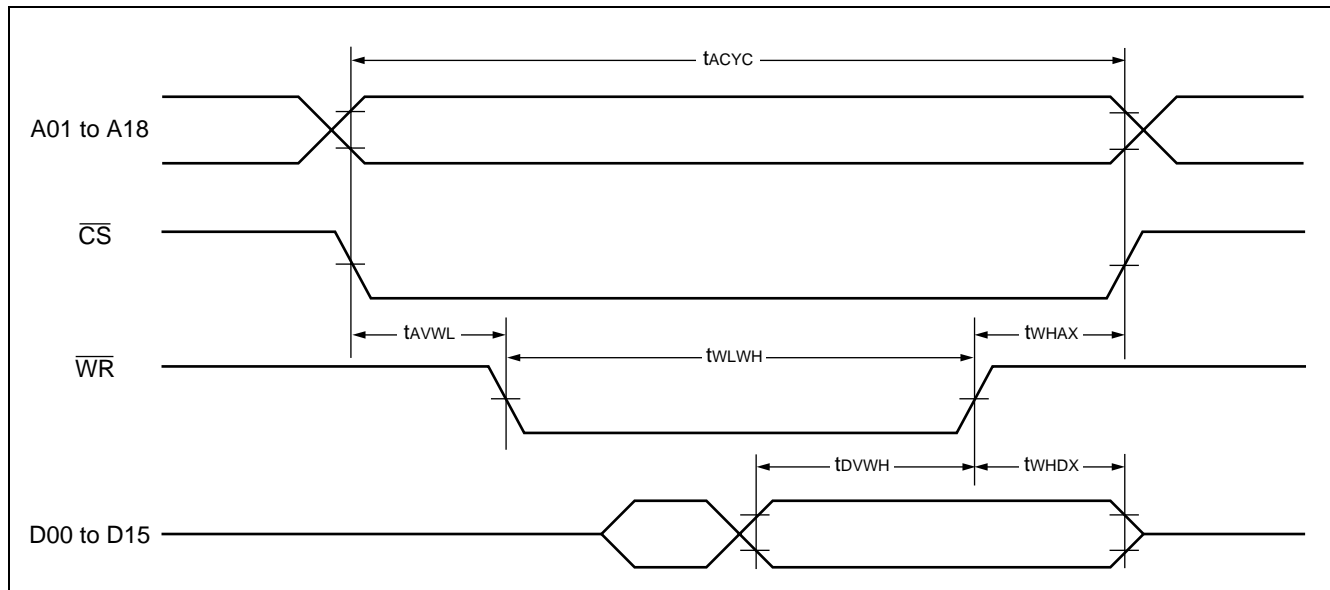 tACYC
A01 to A18
CS
tAVWL
tWHAX
tWLWH
WR
tDVWH
tWHDX
D00 to D15